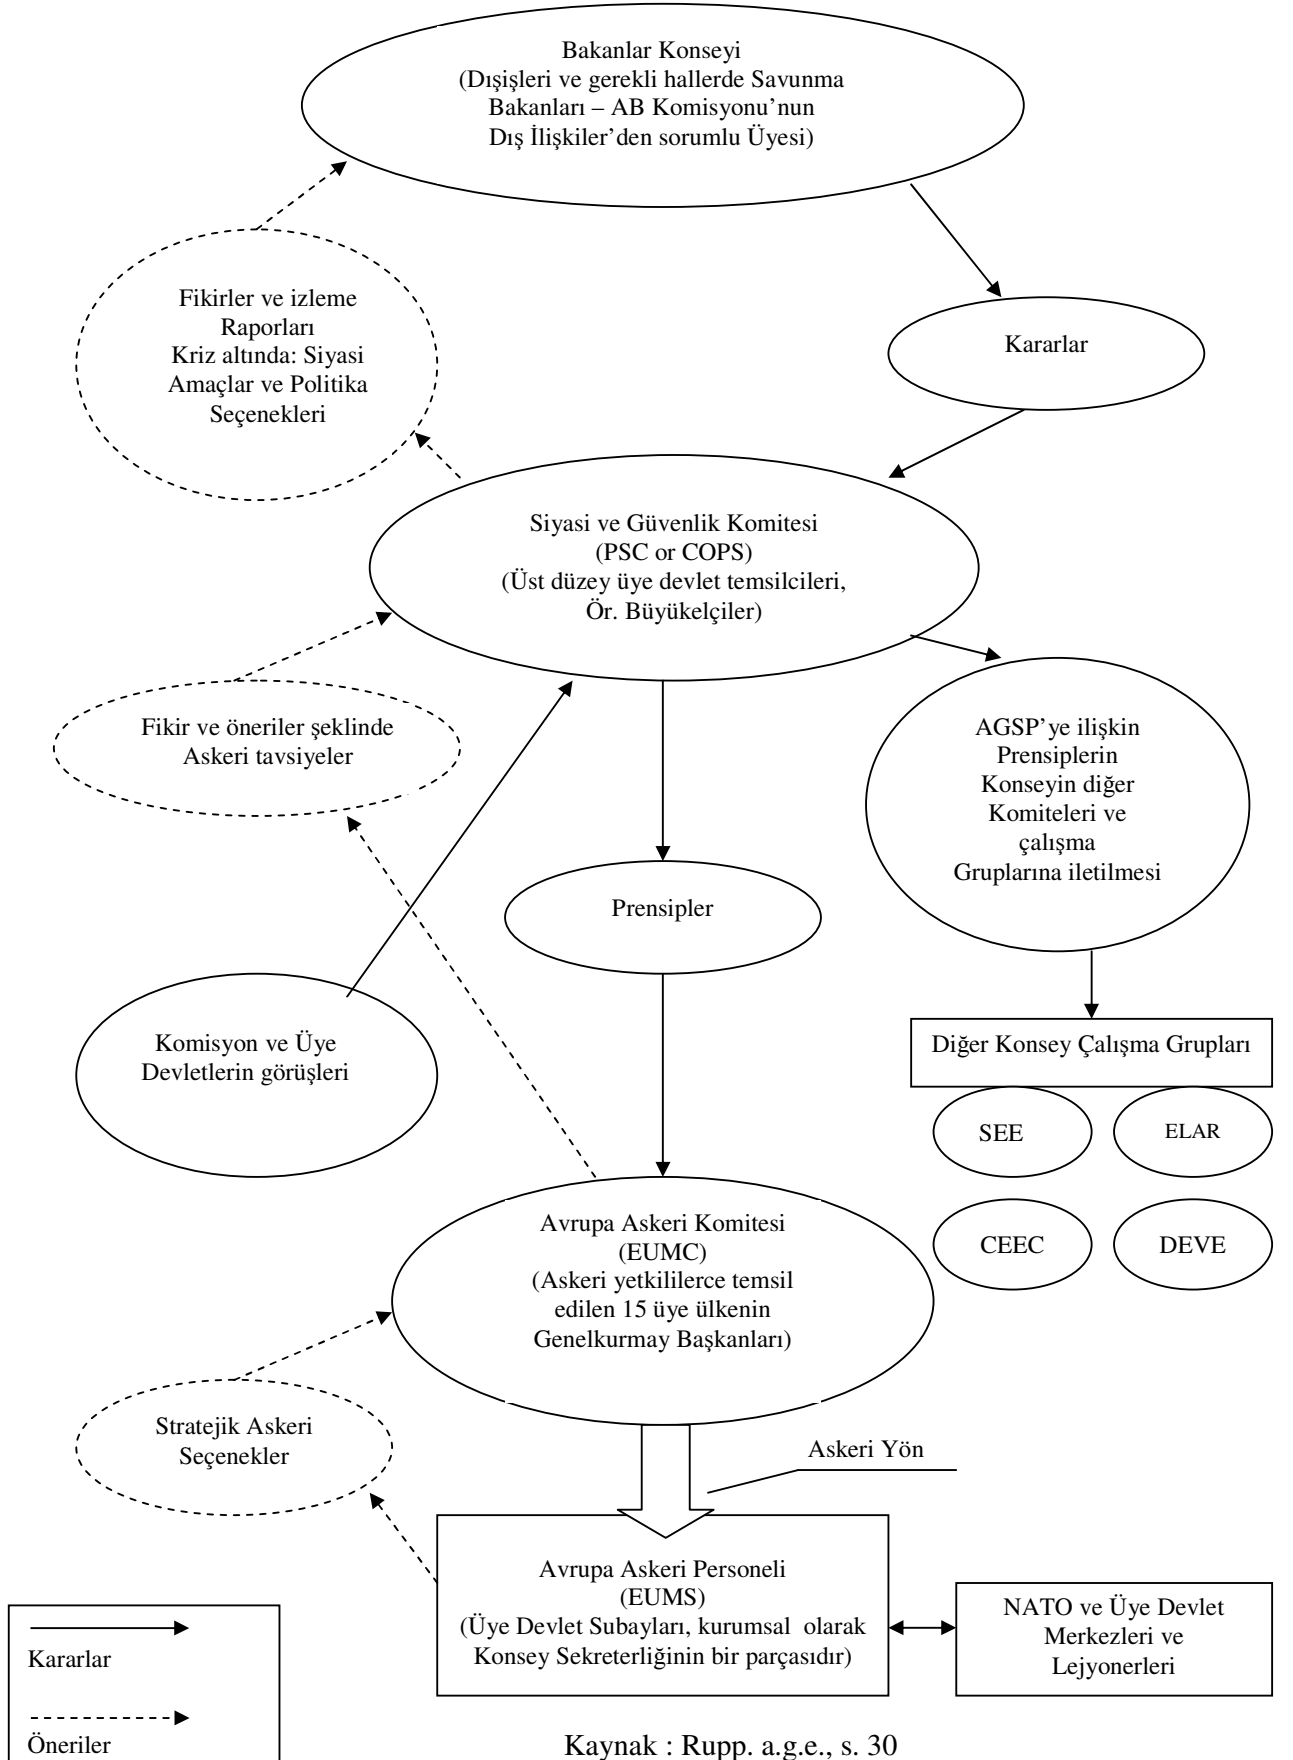 Bakanlar Konseyi
(Dışişleri ve gerekli hallerde Savunma
Bakanları – AB Komisyonu’nun
Dış İlişkiler’den sorumlu Üyesi)
Fikirler ve izleme
Raporları
Kriz altında: Siyasi
Amaçlar ve Politika
Seçenekleri
Kararlar
Siyasi ve Güvenlik Komitesi
(PSC or COPS)
(Üst düzey üye devlet temsilcileri,
Ör. Büyükelçiler)
Fikir ve öneriler şeklinde
Askeri tavsiyeler
AGSP’ye ilişkin
Prensiplerin
Konseyin diğer
Komiteleri ve
çalışma
Gruplarına iletilmesi
Prensipler
Komisyon ve Üye
Devletlerin görüşleri
Diğer Konsey Çalışma Grupları
SEE
ELAR
CEEC
DEVE
Avrupa Askeri Komitesi
(EUMC)
(Askeri yetkililerce temsil
edilen 15 üye ülkenin
Genelkurmay Başkanları)
Stratejik Askeri
Seçenekler
Askeri Yön
Avrupa Askeri Personeli
(EUMS)
(Üye Devlet Subayları, kurumsal olarak
Konsey Sekreterliğinin bir parçasıdır)
NATO ve Üye Devlet
Merkezleri ve
Lejyonerleri
Kararlar
Öneriler
Kaynak : Rupp. a.g.e., s. 30